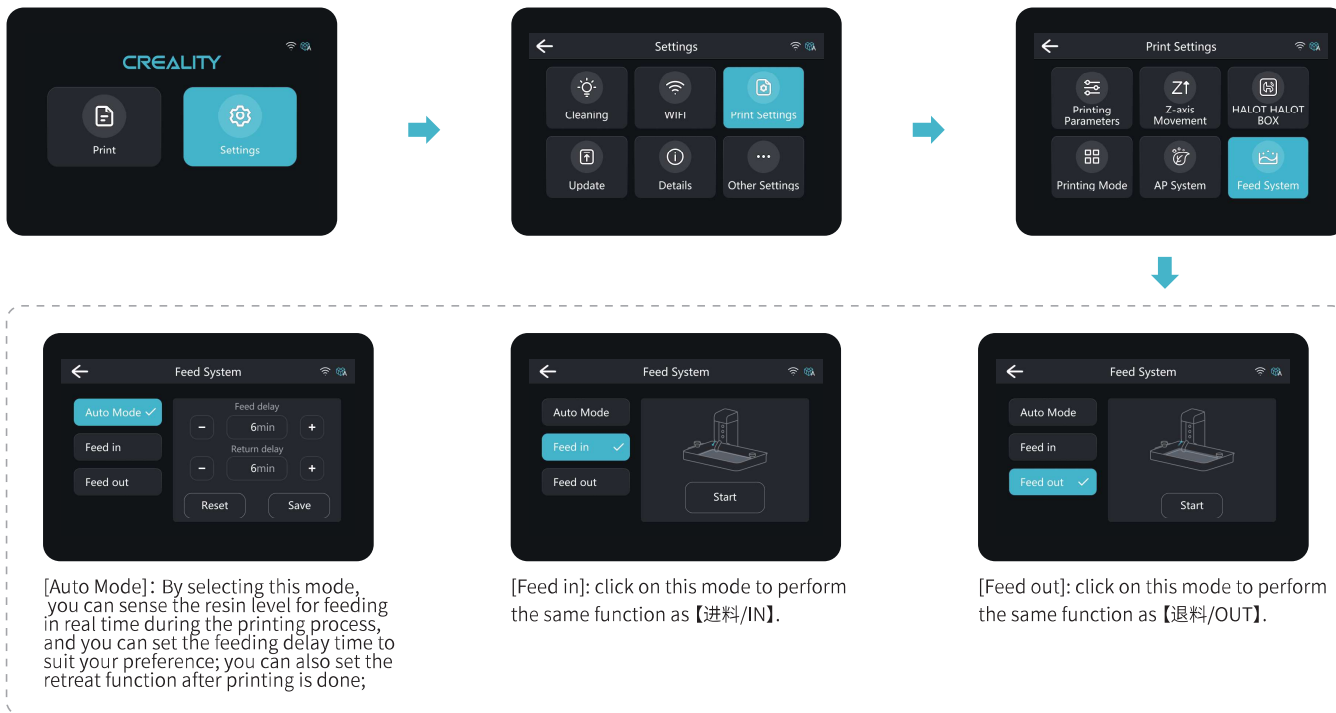 CREALITY
Print
Settings
Settings
Cleaning
WIFI
Print Settings
Update
Details
Other Settings
Print Settings
Printing
Parameters
Z-axis
Movement
HALOT HALOT
BOX
Printing Mode
AP System
Feed System
Feed System
Auto Mode
Feed in
Feed out
Feed delay
6min
Return delay
6min
Reset
Save
Feed System
Auto Mode
Feed in
Feed out
Start
Feed System
Auto Mode
Feed in
Feed out
Start
[Auto Mode]: By selecting this mode,
you can sense the resin level for feeding
in real time during the printing process,
and you can set the feeding delay time to
suit your preference; you can also set the
retreat function after printing is done;
[Feed in]: click on this mode to perform
the same function as【进料/IN】.
[Feed out]: click on this mode to perform
the same function as【退料/OUT】.